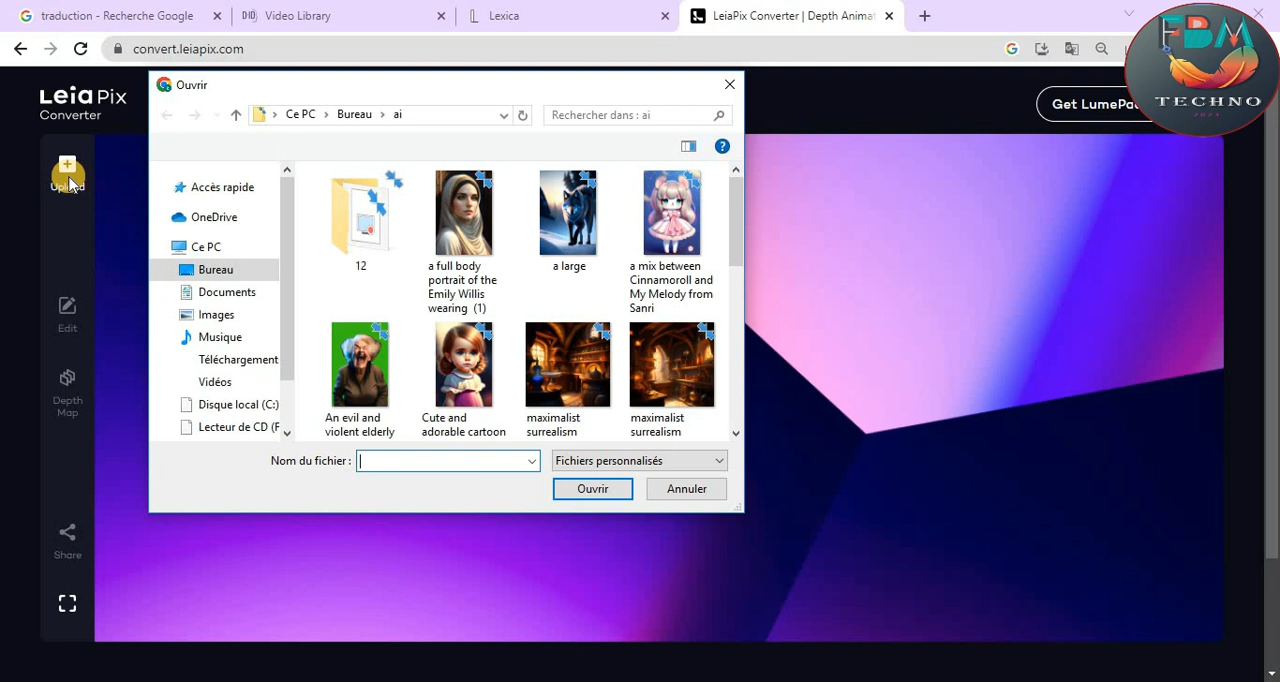 traduction - Recherche Google
D·ID
Video Library
Lexica
LeiaPix Converter | Depth Animat
convert.leiapix.com
FBM
TECHNO
2021
Leia Pix
Converter
Get LumePad
Upload
Edit
Depth
Map
Share
Ouvrir
Ce PC
Bureau
ai
Rechercher dans : ai
Accès rapide
OneDrive
Ce PC
Bureau
Documents
Images
Musique
Téléchargement
Vidéos
Disque local (C:)
Lecteur de CD (F
12
a full body
portrait of the
Emily Willis
wearing (1)
a large
a mix between
Cinnamoroll and
My Melody from
Sanri
An evil and
violent elderly
Cute and
adorable cartoon
maximalist
surrealism
maximalist
surrealism
Nom du fichier :
Fichiers personnalisés
Ouvrir
Annuler